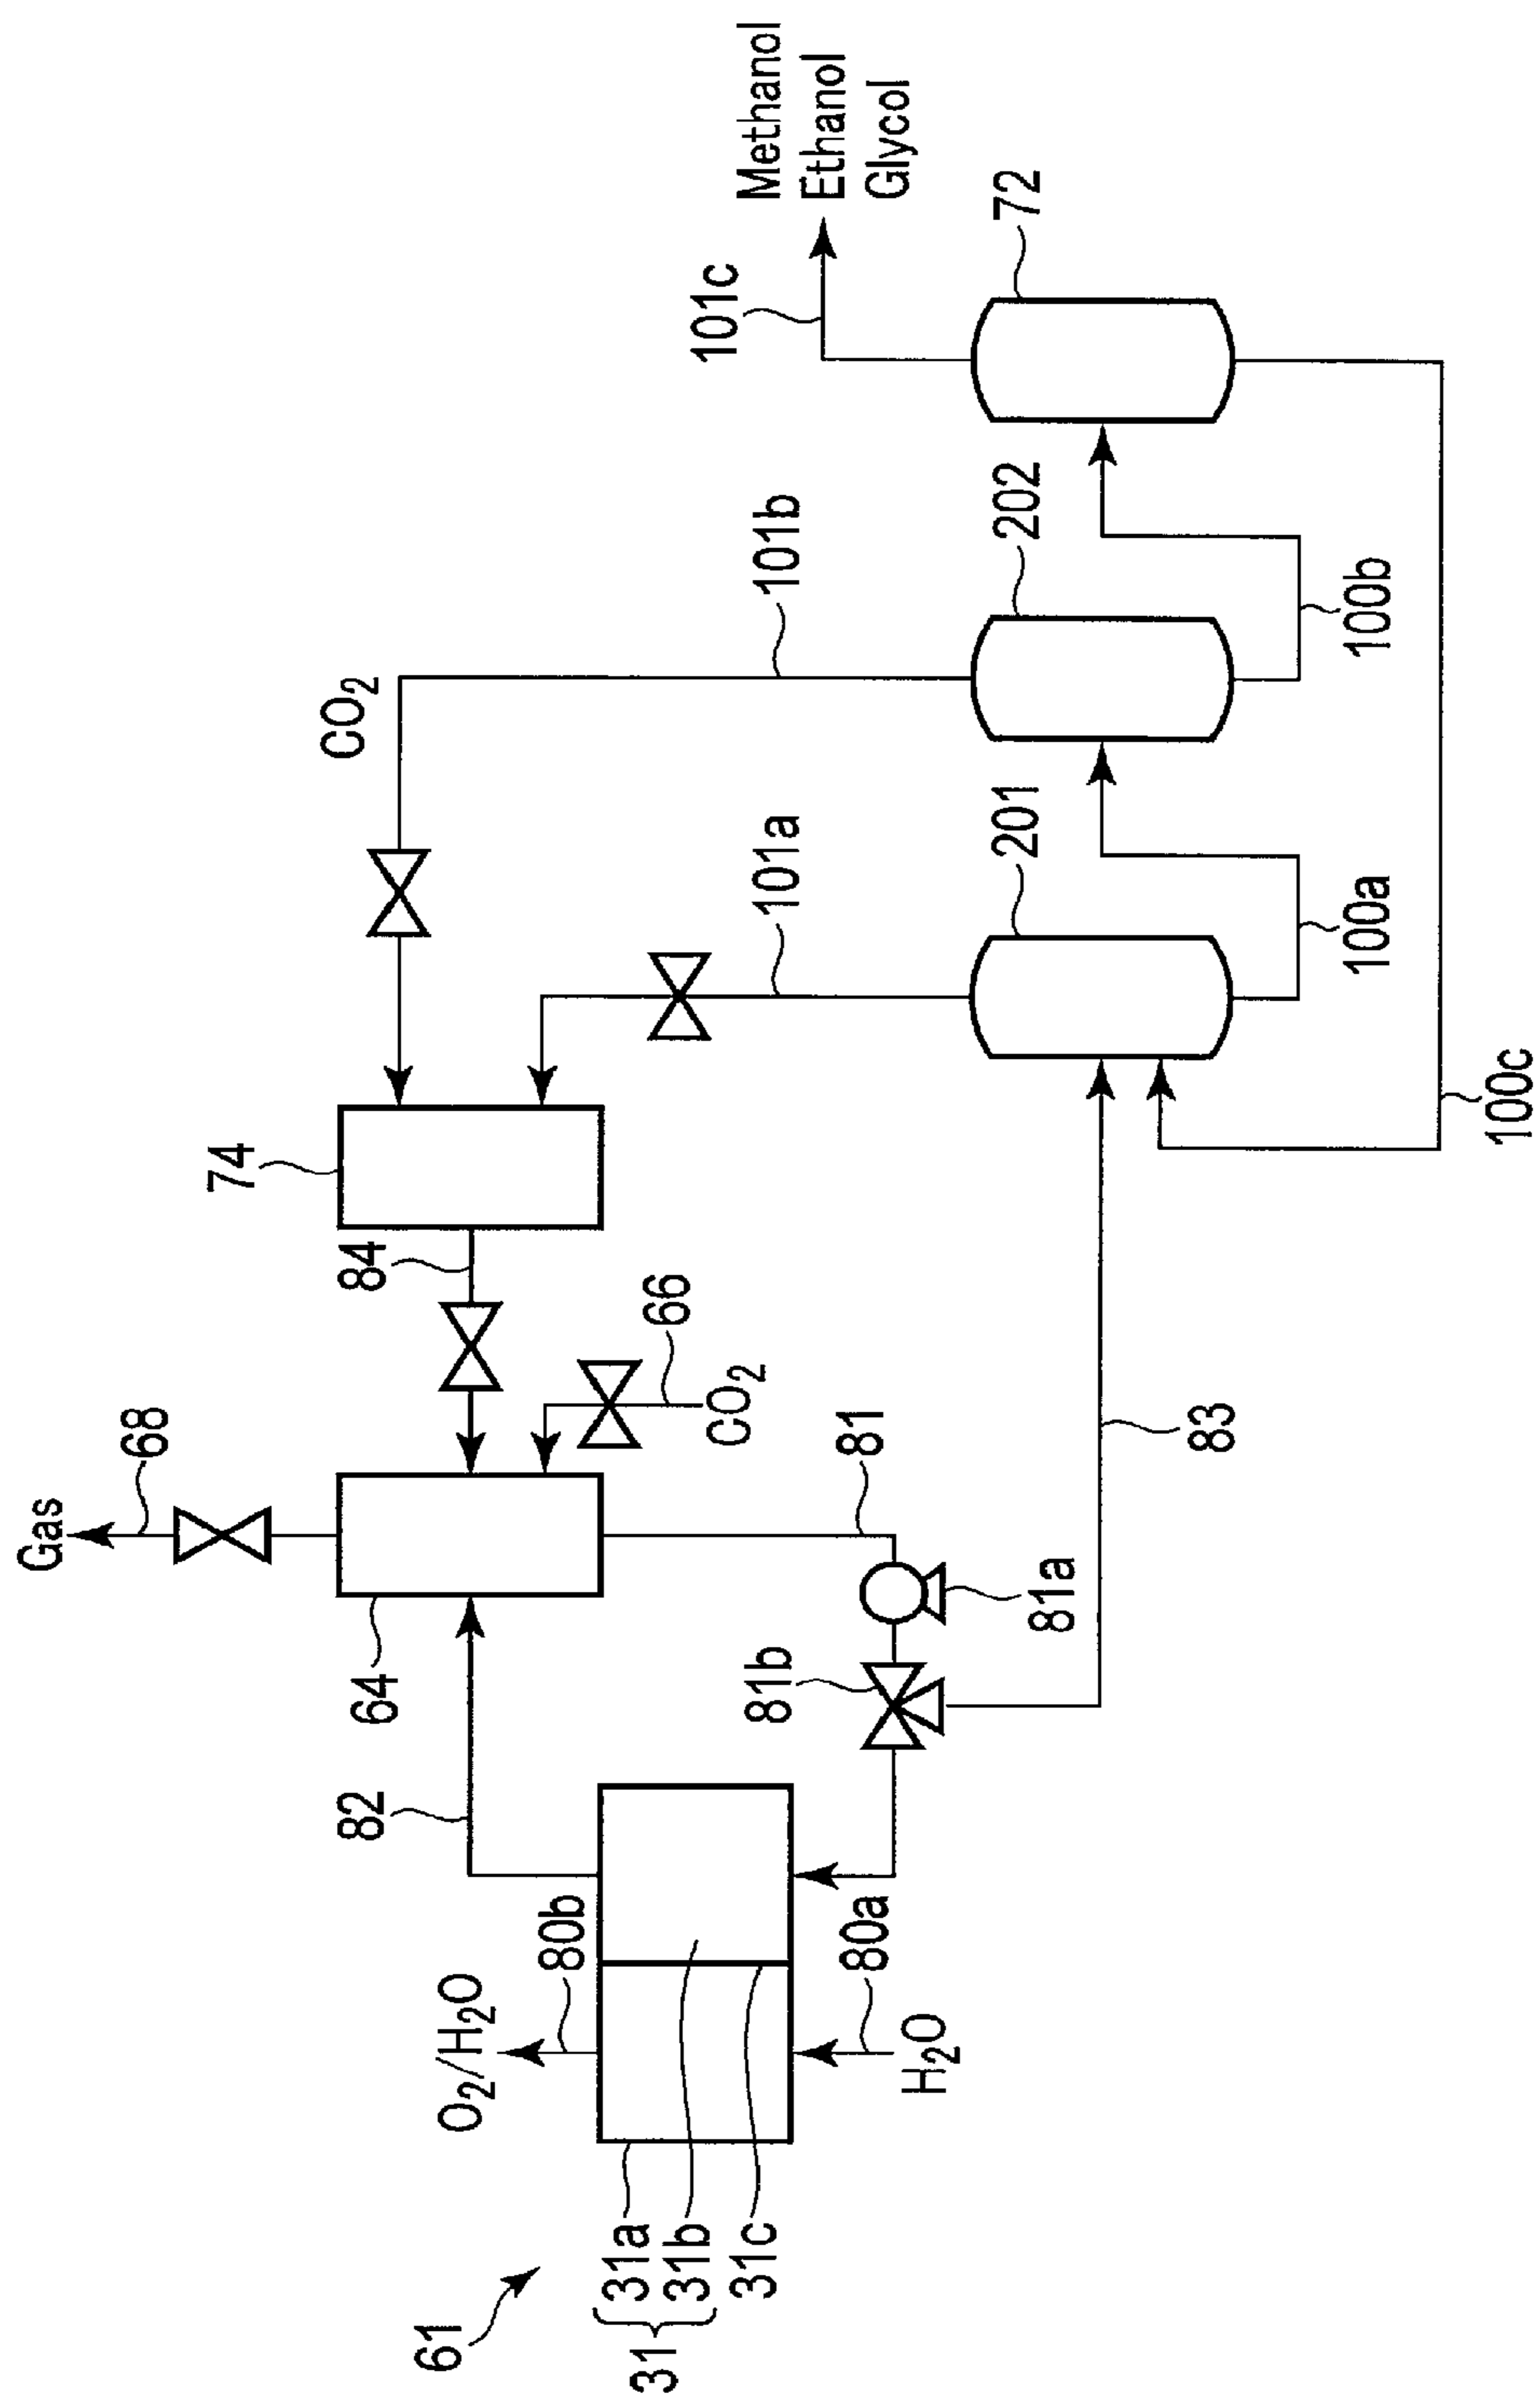 Gas
68
74
CO2
64
84
82
66
CO2
101b
101a
101c
Methanol
Ethanol
Glycol
O2/H2O
80b
81
81b
81a
80a
H2O
201
202
72
83
100a
100b
100c
61
31
31a
31b
31c